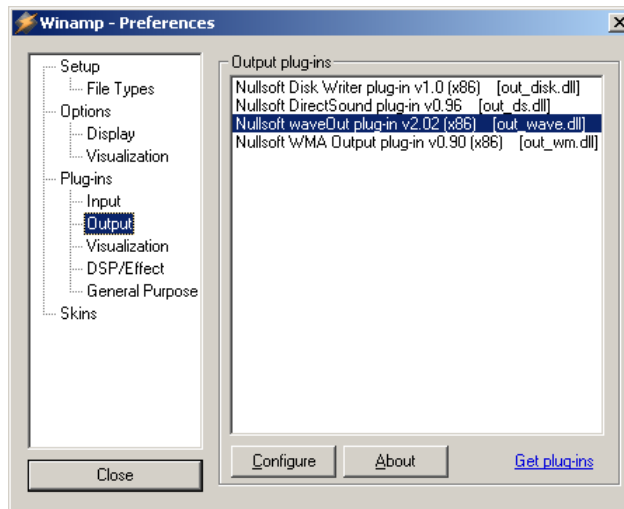 Winamp - Preferences
Setup
File Types
Options
Display
Visualization
Plug-ins
Input
Output
Visualization
DSP/Effect
General Purpose
Skins
Close
Output plug-ins
Nullsoft Disk Writer plug-in v1.0 (x86) [out_disk.dll]
Nullsoft DirectSound plug-in v0.96 [out_ds.dll]
Nullsoft waveOut plug-in v2.02 (x86) [out_wave.dll]
Nullsoft WMA Output plug-in v0.90 (x86) [out_wm.dll]
Configure
About
Get plug-ins